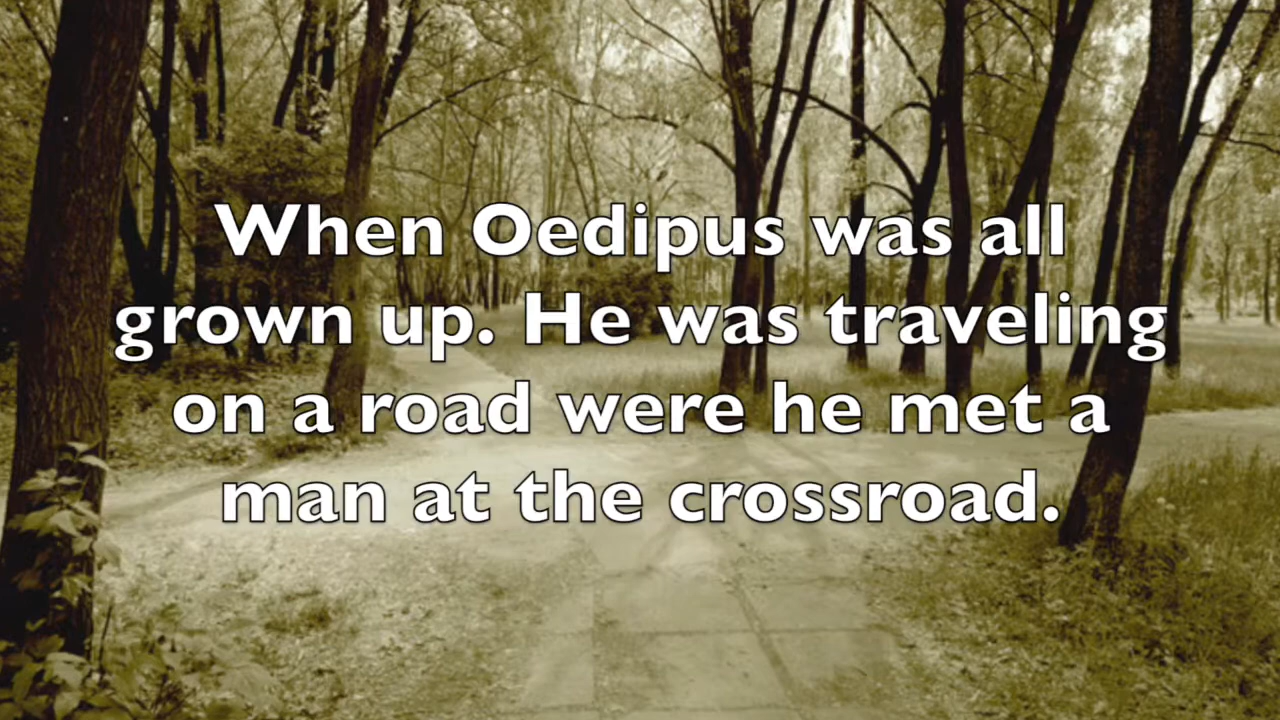 When Oedipus was all
grown up. He was traveling
on a road were he met a
man at the crossroad.